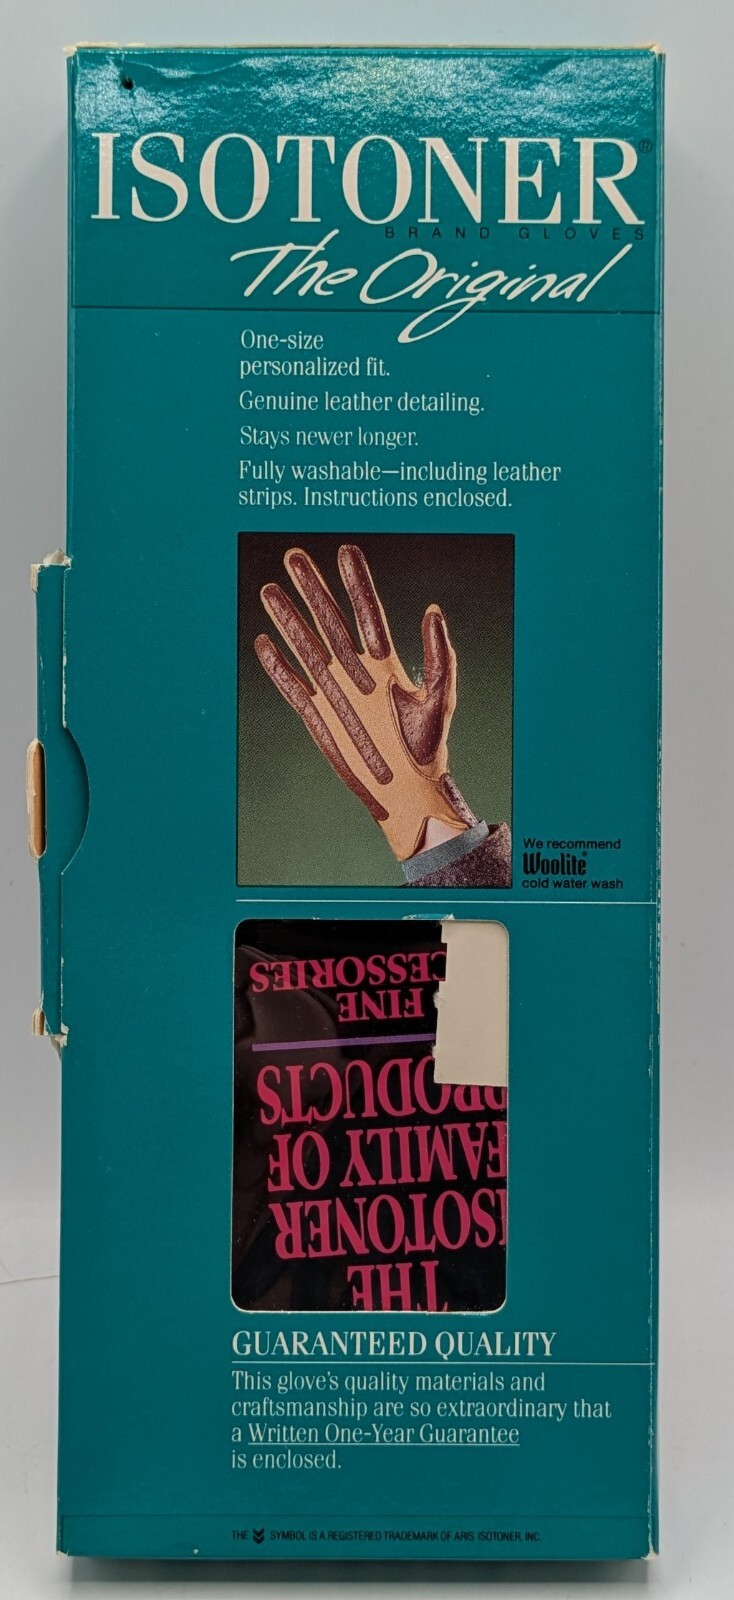 ISOTONER®
BRAND GLOVES
The Original
One-size
personalized fit.
Genuine leather detailing.
Stays newer longer.
Fully washable—including leather
strips. Instructions enclosed.
We recommend
Woolite®
cold water wash
THE
ISOTONER
FAMILY OF
PRODUCTS
FINE
CESSORIES
GUARANTEED QUALITY
This glove's quality materials and
craftsmanship are so extraordinary that
a Written One-Year Guarantee
is enclosed.
THE SYMBOL IS A REGISTERED TRADEMARK OF ARIS ISOTONER, INC.